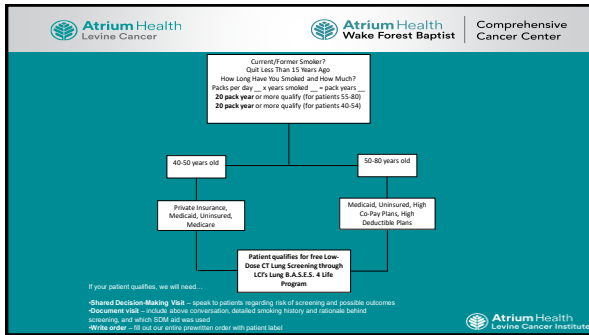 Atrium Health
Levine Cancer
Atrium Health
Wake Forest Baptist
Comprehensive
Cancer Center
Current/Former Smoker?
Quit Less Than 15 Years Ago
How Long Have You Smoked and How Much?
Packs per day __ x years smoked __ = pack years __
20 pack year or more qualify (for patients 55-80)
20 pack year or more qualify (for patients 40-54)
40-50 years old
50-80 years old
Private Insurance,
Medicaid, Uninsured,
Medicare
Medicaid, Uninsured, High
Co-Pay Plans, High
Deductible Plans
Patient qualifies for free Low-
Dose CT Lung Screening through
LCI's Lung B.A.S.E.S. 4 Life
Program
If your patient qualifies, we will need…
•Shared Decision-Making Visit – speak to patients regarding risk of screening and possible outcomes
•Document visit – include above conversation, detailed smoking history and rationale behind
screening, and which SDM aid was used
•Write order – fill out our entire prewritten order with patient label
Atrium Health
Levine Cancer Institute